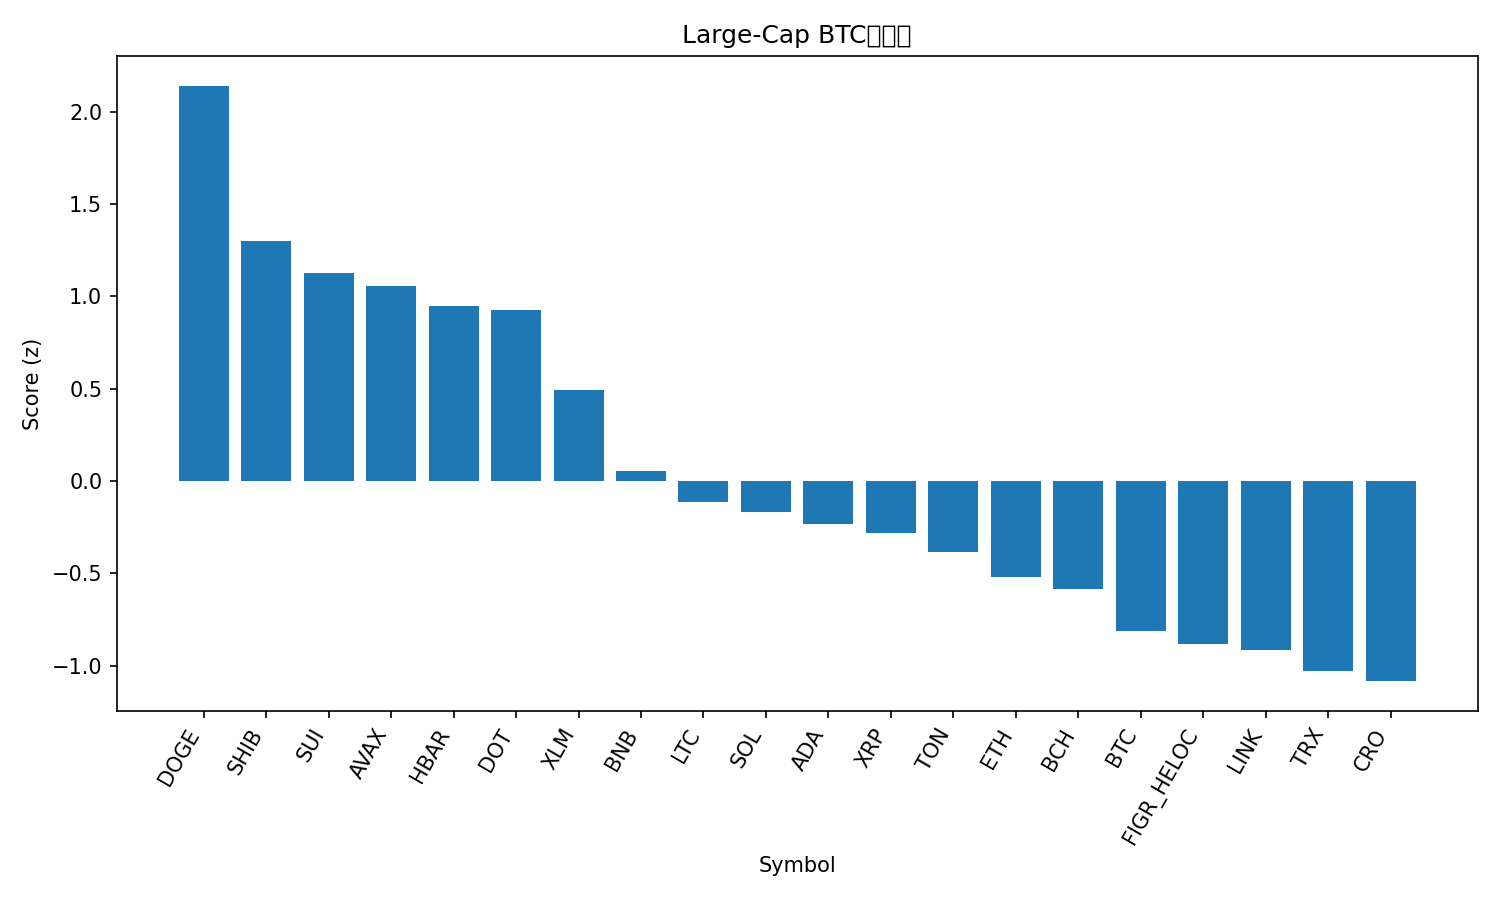 Large-Cap BTC
Score (z)
2.0
1.5
1.0
0.5
0.0
−0.5
−1.0
DOGE
SHIB
SUI
AVAX
HBAR
DOT
XLM
BNB
LTC
SOL
ADA
XRP
TON
ETH
BCH
BTC
FIGR_HELOC
LINK
TRX
CRO
Symbol